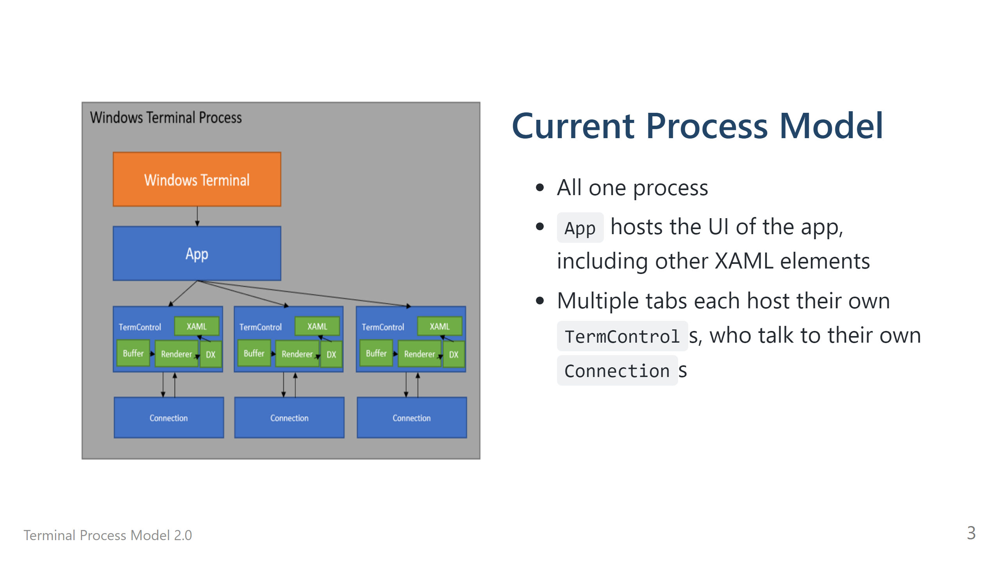 Windows Terminal Process
Windows Terminal
App
TermControl
XAML
Buffer
Renderer
DX
TermControl
XAML
Buffer
Renderer
DX
TermControl
XAML
Buffer
Renderer
DX
Connection
Connection
Connection
Current Process Model
• All one process
• App hosts the UI of the app,
including other XAML elements
• Multiple tabs each host their own
TermControl s, who talk to their own
Connection s
Terminal Process Model 2.0
3